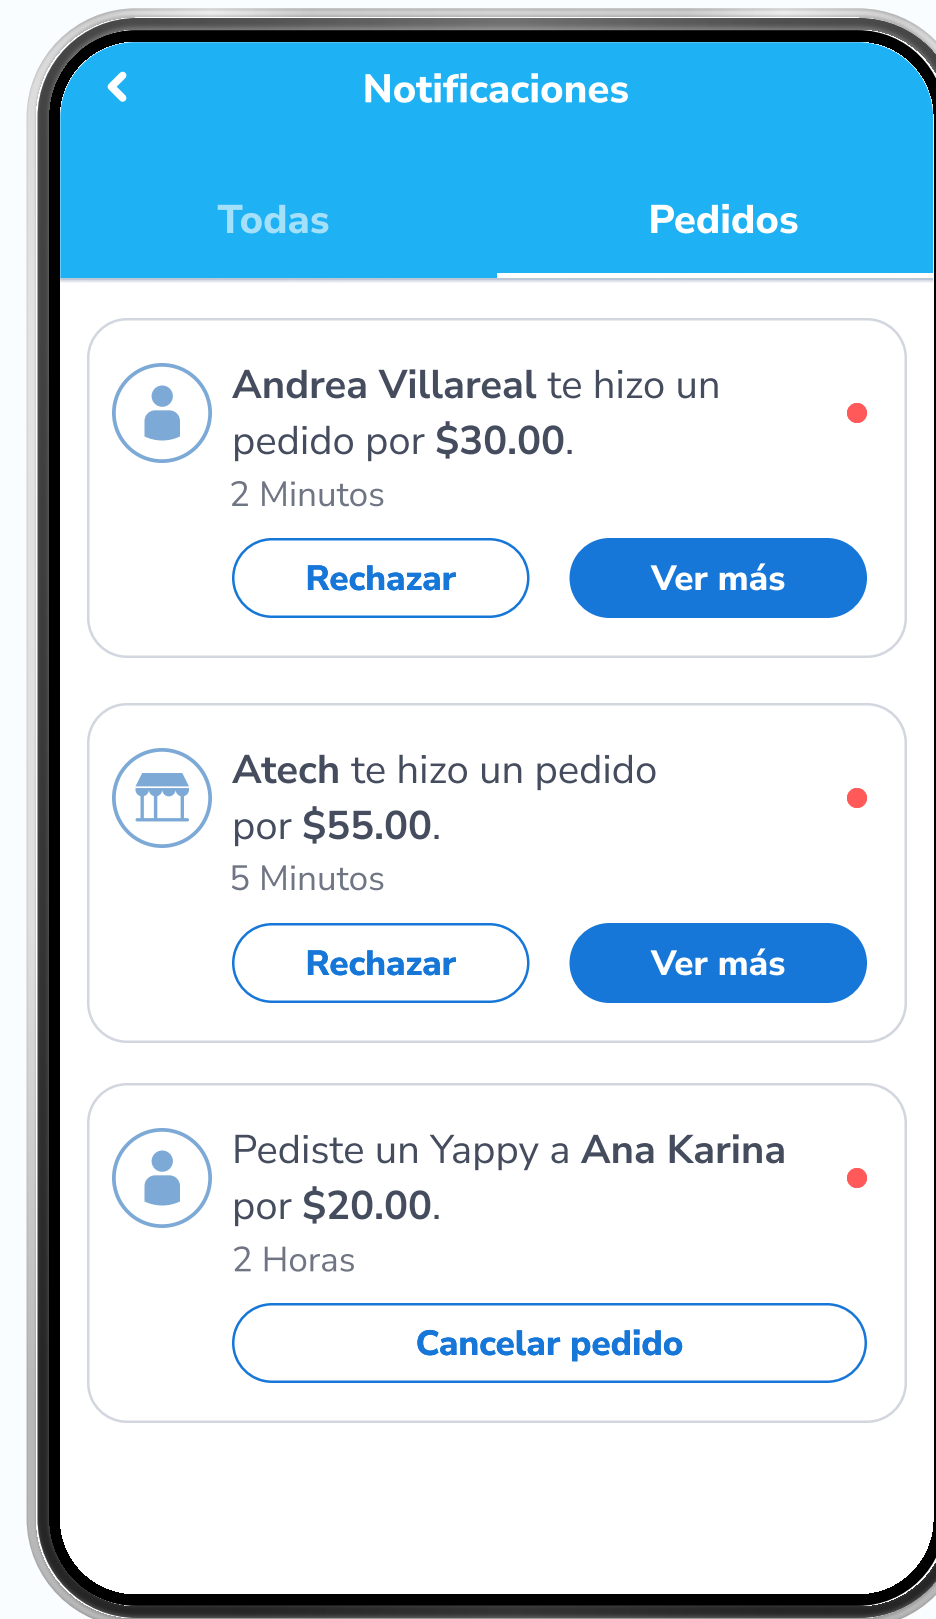 Notificaciones
Todas
Pedidos
Andrea Villareal te hizo un
pedido por $30.00.
2 Minutos
Rechazar
Ver más
Atech te hizo un pedido
por $55.00.
5 Minutos
Rechazar
Ver más
Pediste un Yappy a Ana Karina
por $20.00.
2 Horas
Cancelar pedido